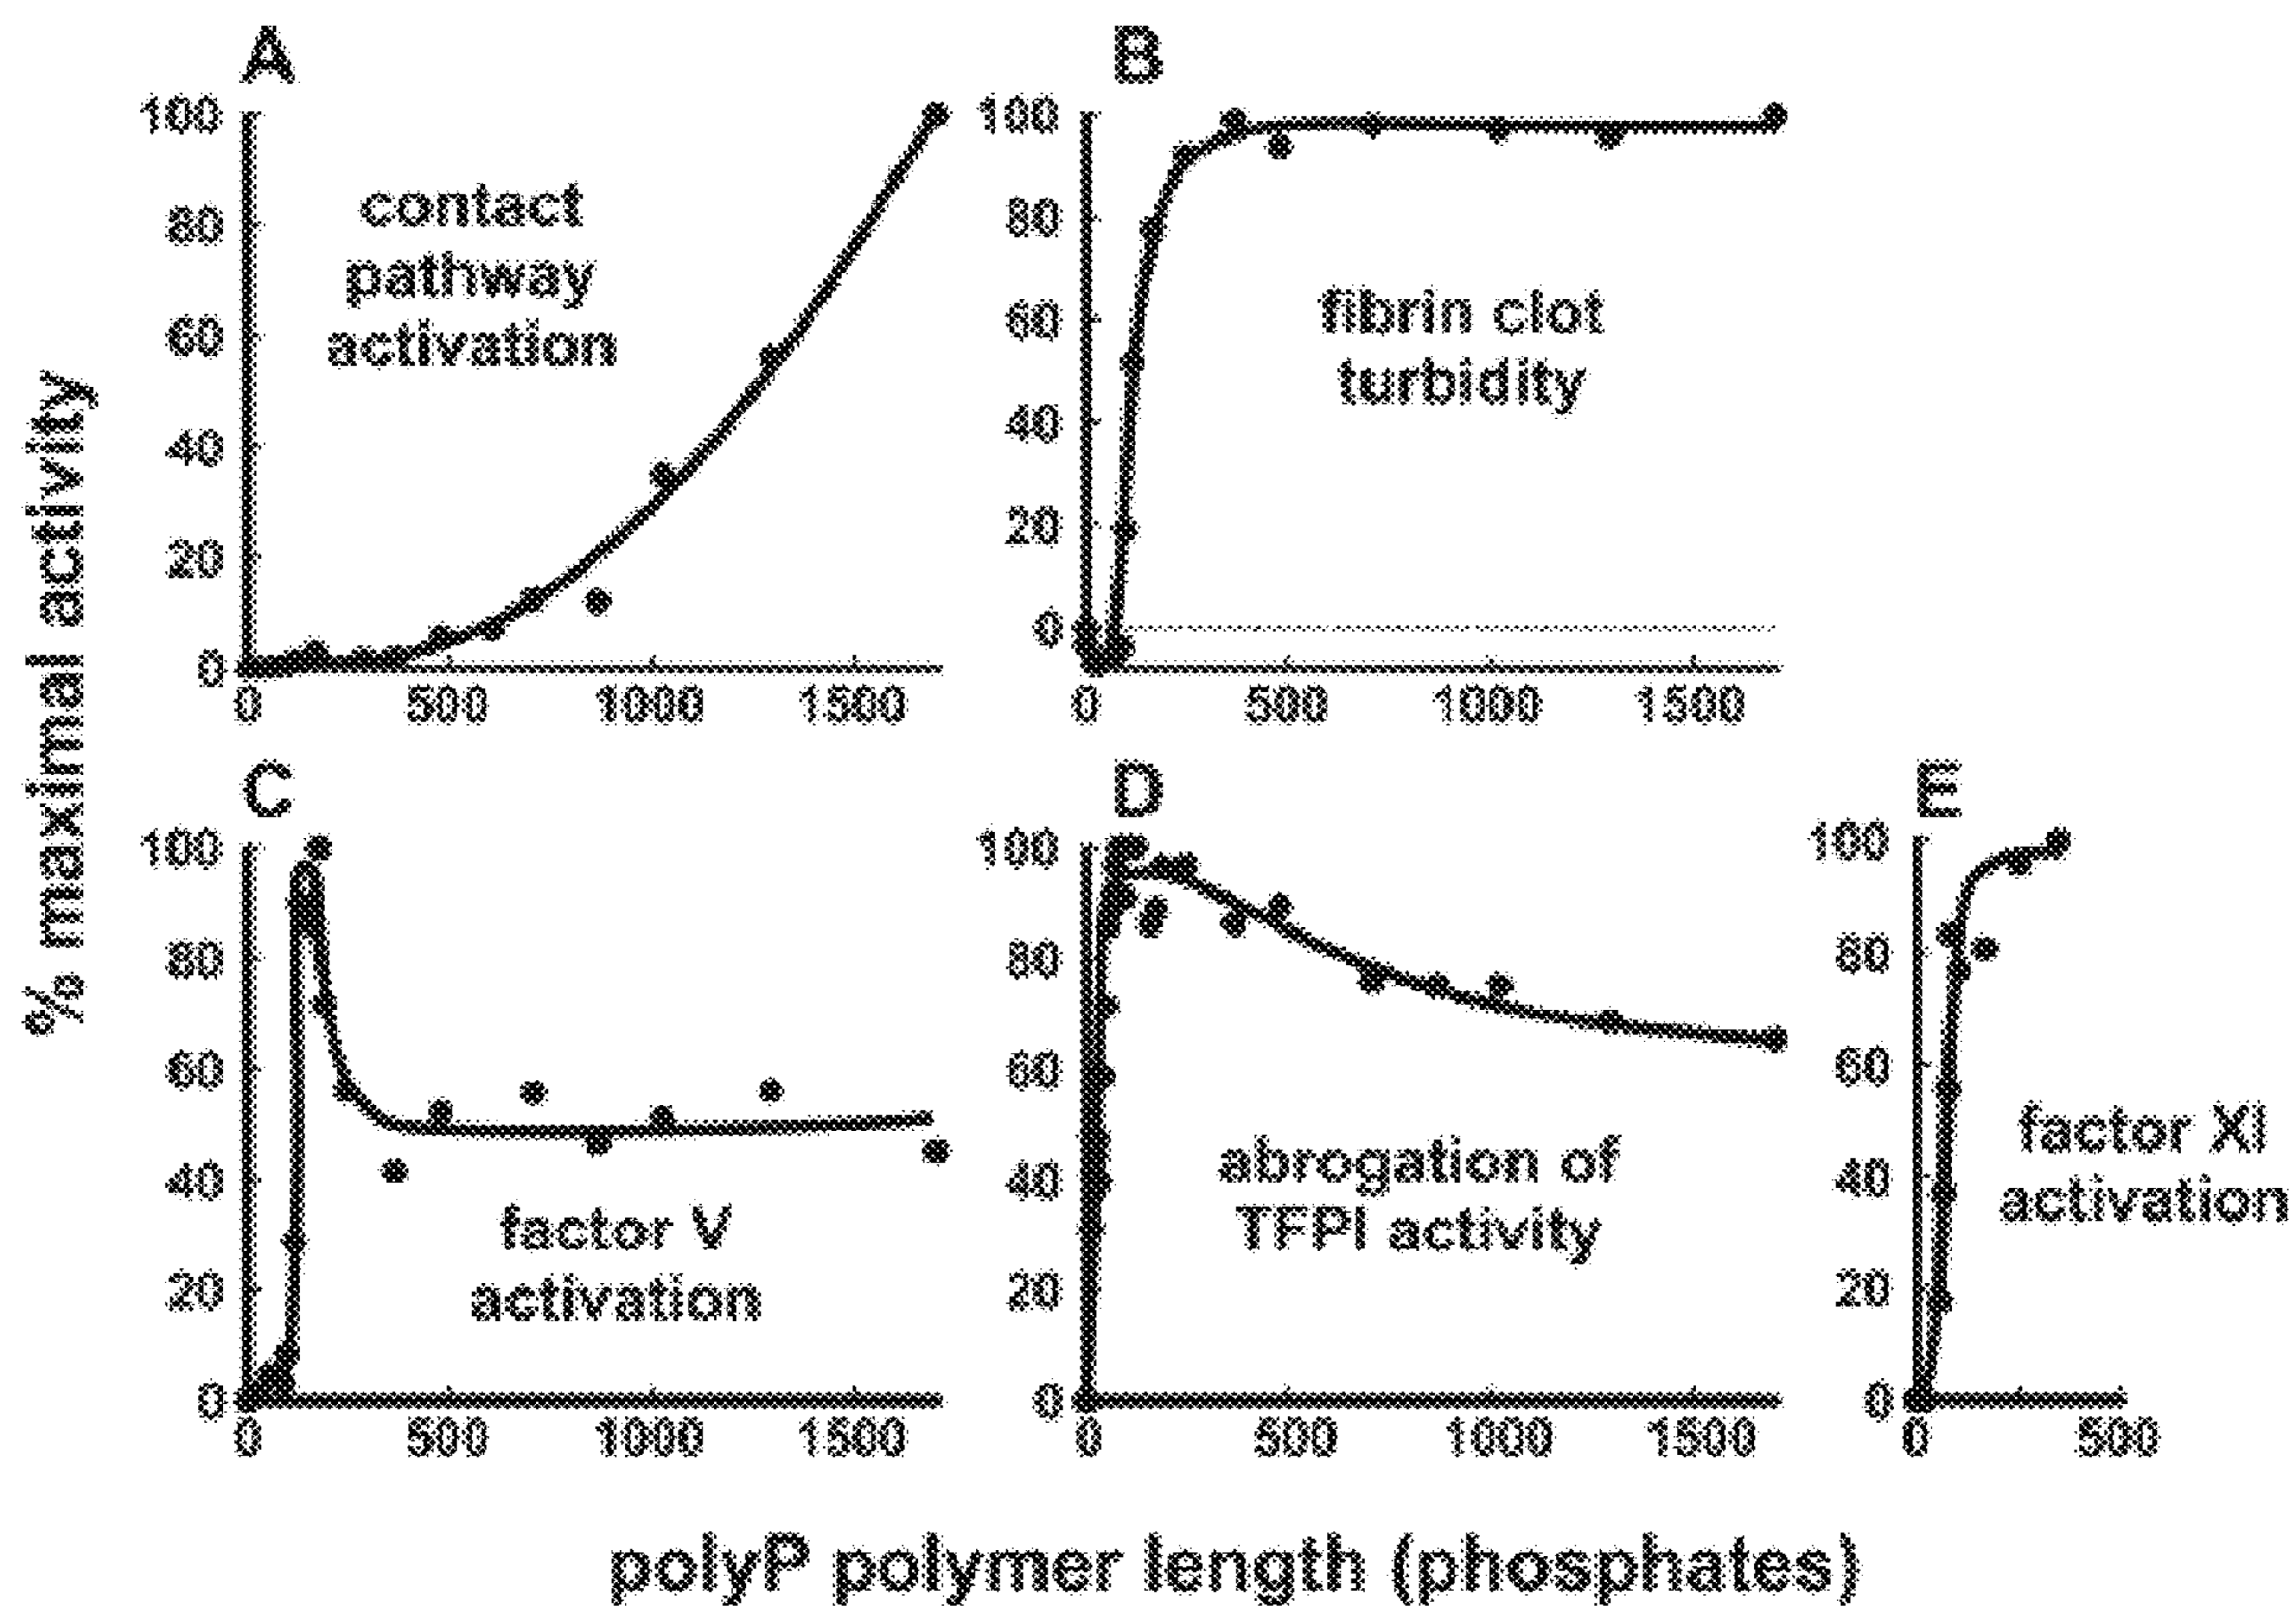 A
B
100
80
60
40
20
0
contact
pathway
activation
0 500 1000 1500
100
80
60
40
20
0
fibrin clot
turbidity
0 500 1000 1500
% maximal activity
C
D
E
100
80
60
40
20
0
factor V
activation
0 500 1000 1500
100
80
60
40
20
0
abrogation of
TFPI activity
0 500 1000 1500
100
80
60
40
20
0
factor XI
activation
0 500
polyP polymer length (phosphates)